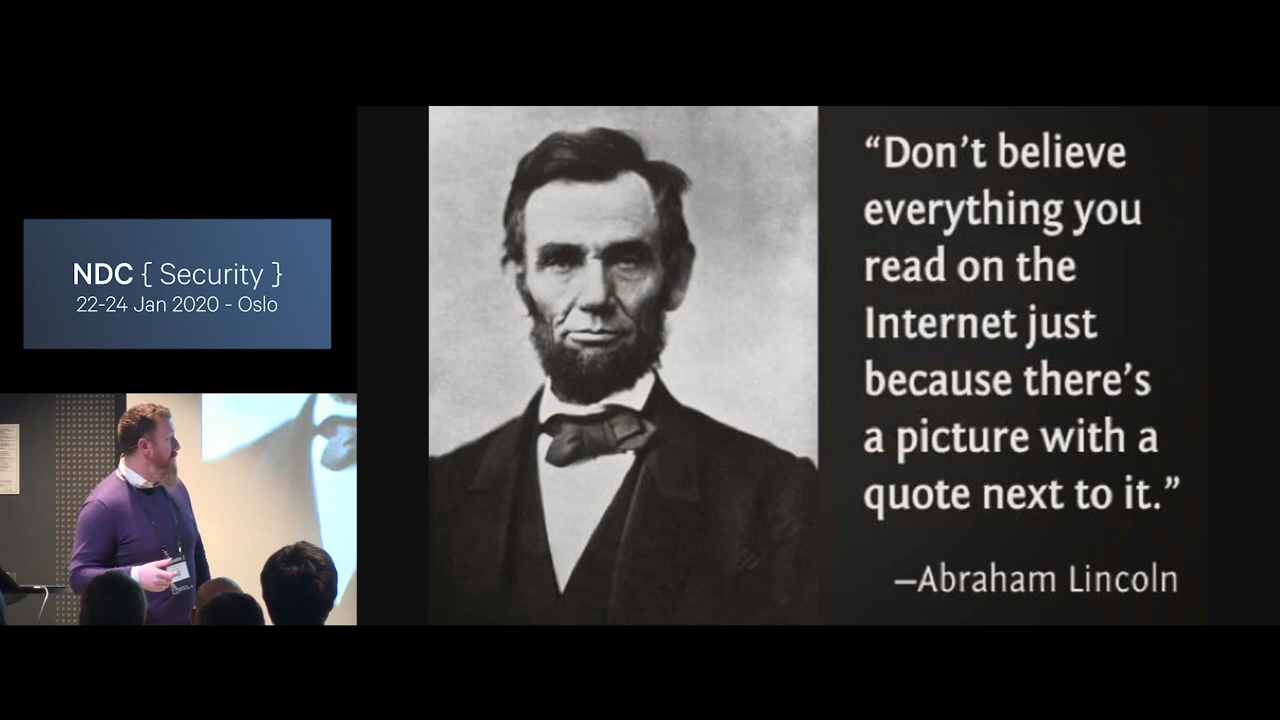 NDC { Security }
22-24 Jan 2020 - Oslo
“Don’t believe
everything you
read on the
Internet just
because there’s
a picture with a
quote next to it.”
–Abraham Lincoln